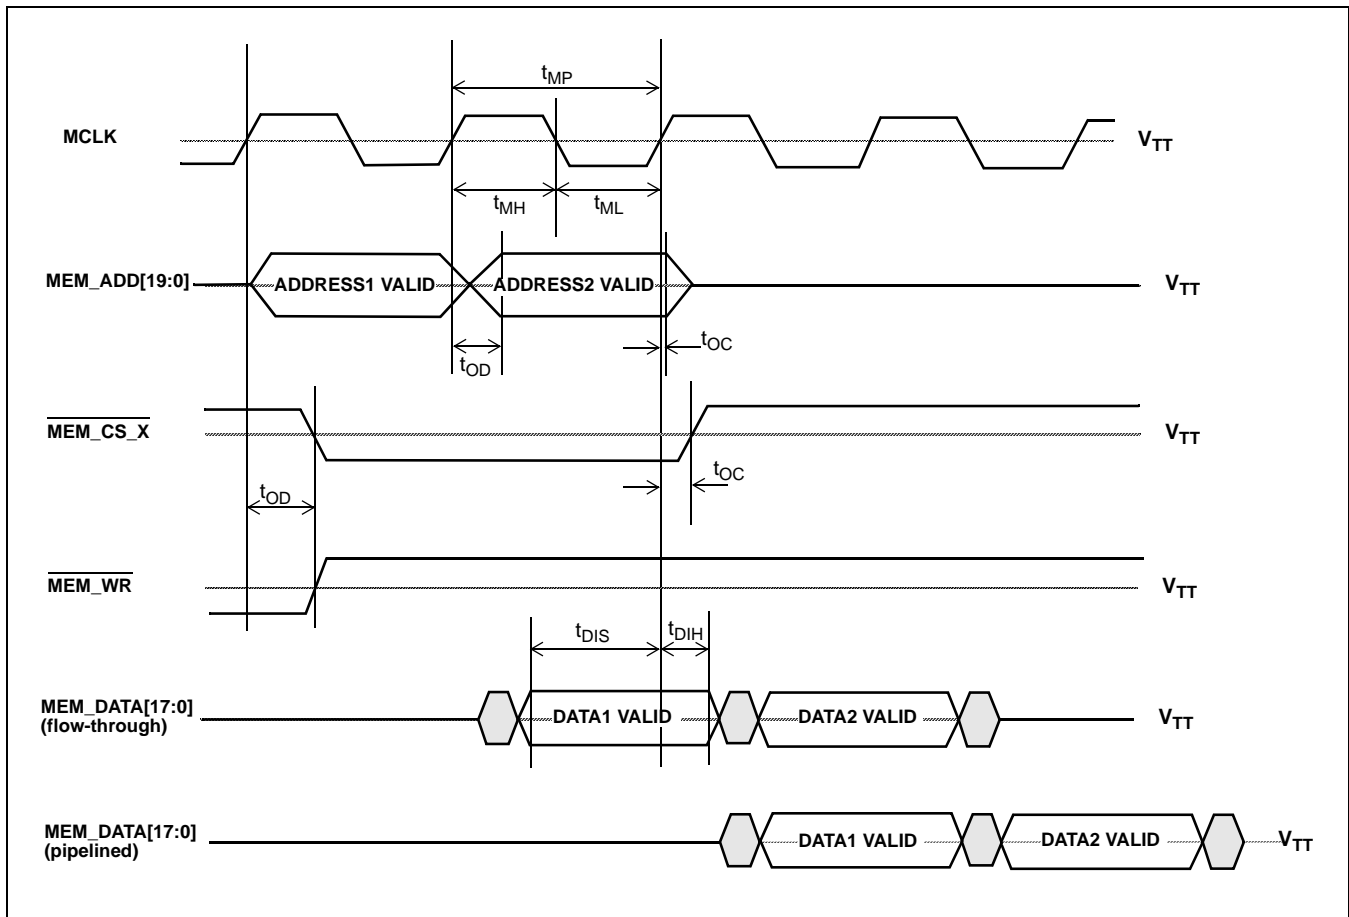 tMP
MCLK
VTT
tMH
tML
MEM_ADD[19:0]
ADDRESS1 VALID
ADDRESS2 VALID
VTT
tOD
tOC
MEM_CS_X
VTT
tOC
tOD
MEM_WR
VTT
tDIS
tDIH
MEM_DATA[17:0]
(flow-through)
DATA1 VALID
DATA2 VALID
VTT
MEM_DATA[17:0]
(pipelined)
DATA1 VALID
DATA2 VALID
VTT